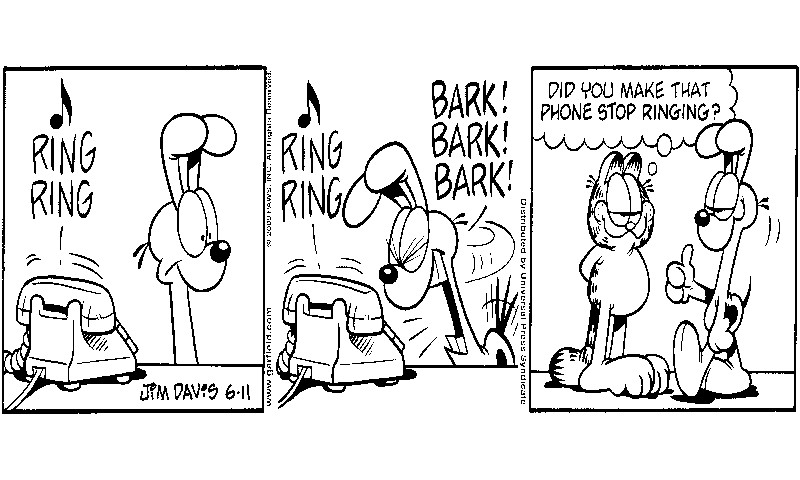 RING
RING
JIM DAVIS 6-11
© 2000 PAWS, INC. All Rights Reserved.
www.garfield.com
RING
RING
BARK!
BARK!
BARK!
Distributed by Universal Press Syndicate
DID YOU MAKE THAT
PHONE STOP RINGING?